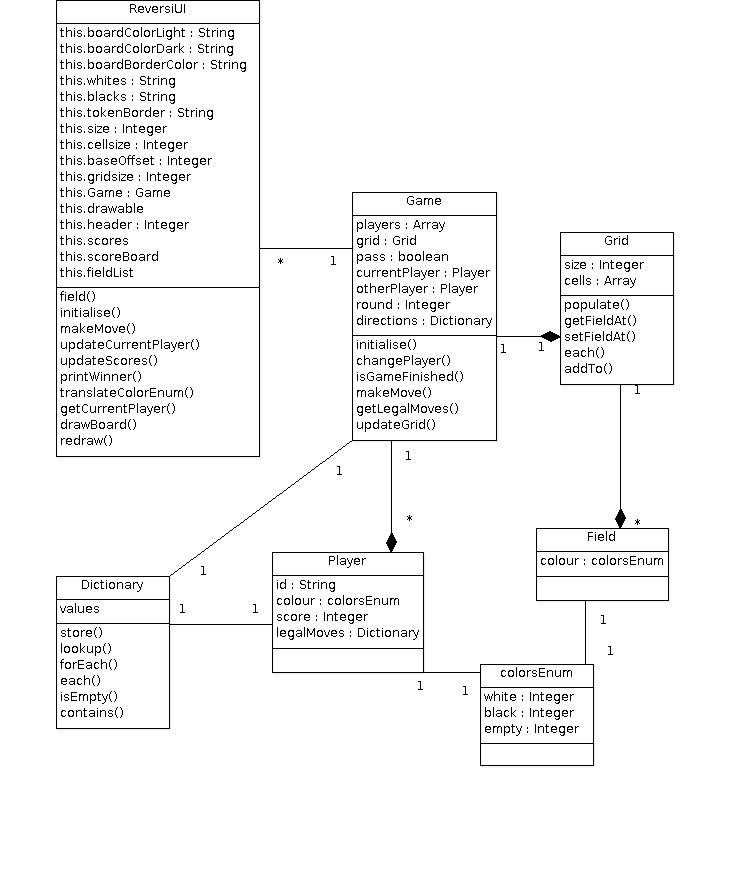 ReversiUI
this.boardColorLight : String
this.boardColorDark : String
this.boardBorderColor : String
this.whites : String
this.blacks : String
this.tokenBorder : String
this.size : Integer
this.cellsize : Integer
this.baseOffset : Integer
this.gridsize : Integer
this.Game : Game
this.drawable
this.header : Integer
this.scores
this.scoreBoard
this.fieldList
field()
initialise()
makeMove()
updateCurrentPlayer()
updateScores()
printWinner()
translateColorEnum()
getCurrentPlayer()
drawBoard()
redraw()
*
1
Game
players : Array
grid : Grid
pass : boolean
currentPlayer : Player
otherPlayer : Player
round : Integer
directions : Dictionary
initialise()
changePlayer()
isGameFinished()
makeMove()
getLegalMoves()
updateGrid()
1
1
Grid
size : Integer
cells : Array
populate()
getFieldAt()
setFieldAt()
each()
addTo()
1
*
1
1
1
*
Field
colour : colorsEnum
1
1
Dictionary
values
store()
lookup()
forEach()
each()
isEmpty()
contains()
1
1
Player
id : String
colour : colorsEnum
score : Integer
legalMoves : Dictionary
1
1
colorsEnum
white : Integer
black : Integer
empty : Integer